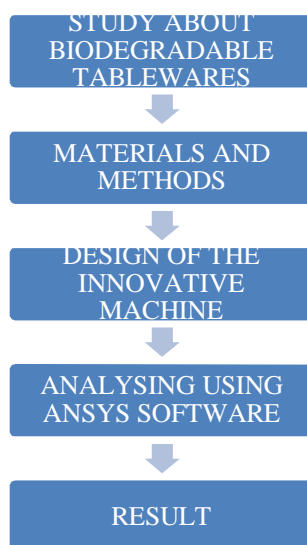 STUDY ABOUT
BIODEGRADABLE
TABLEWARES
MATERIALS AND
METHODS
DESIGN OF THE
INNOVATIVE
MACHINE
ANALYSING USING
ANSYS SOFTWARE
RESULT